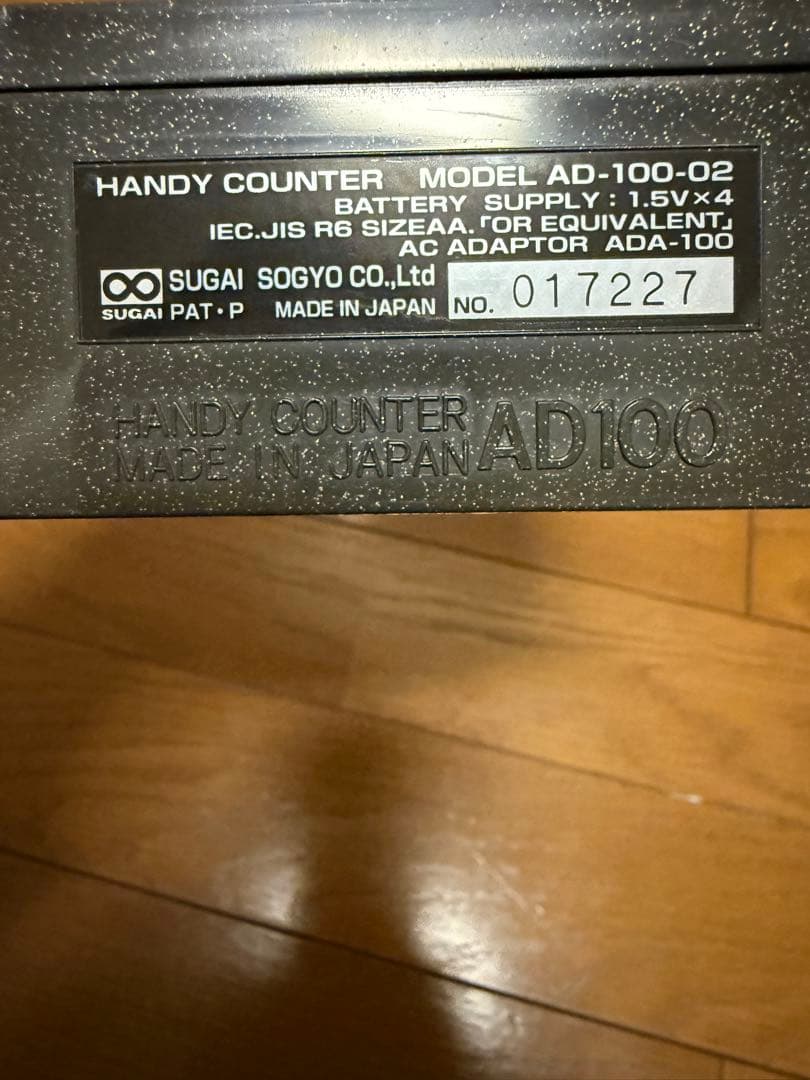 HANDY COUNTER MODEL AD-100-02
BATTERY SUPPLY : 1.5V×4
IEC.JIS R6 SIZEAA.「OR EQUIVALENT」
AC ADAPTOR ADA-100
SUGAI SOGYO CO.,Ltd
SUGAI PAT・P MADE IN JAPAN NO. 017227
HANDY COUNTER AD100
MADE IN JAPAN